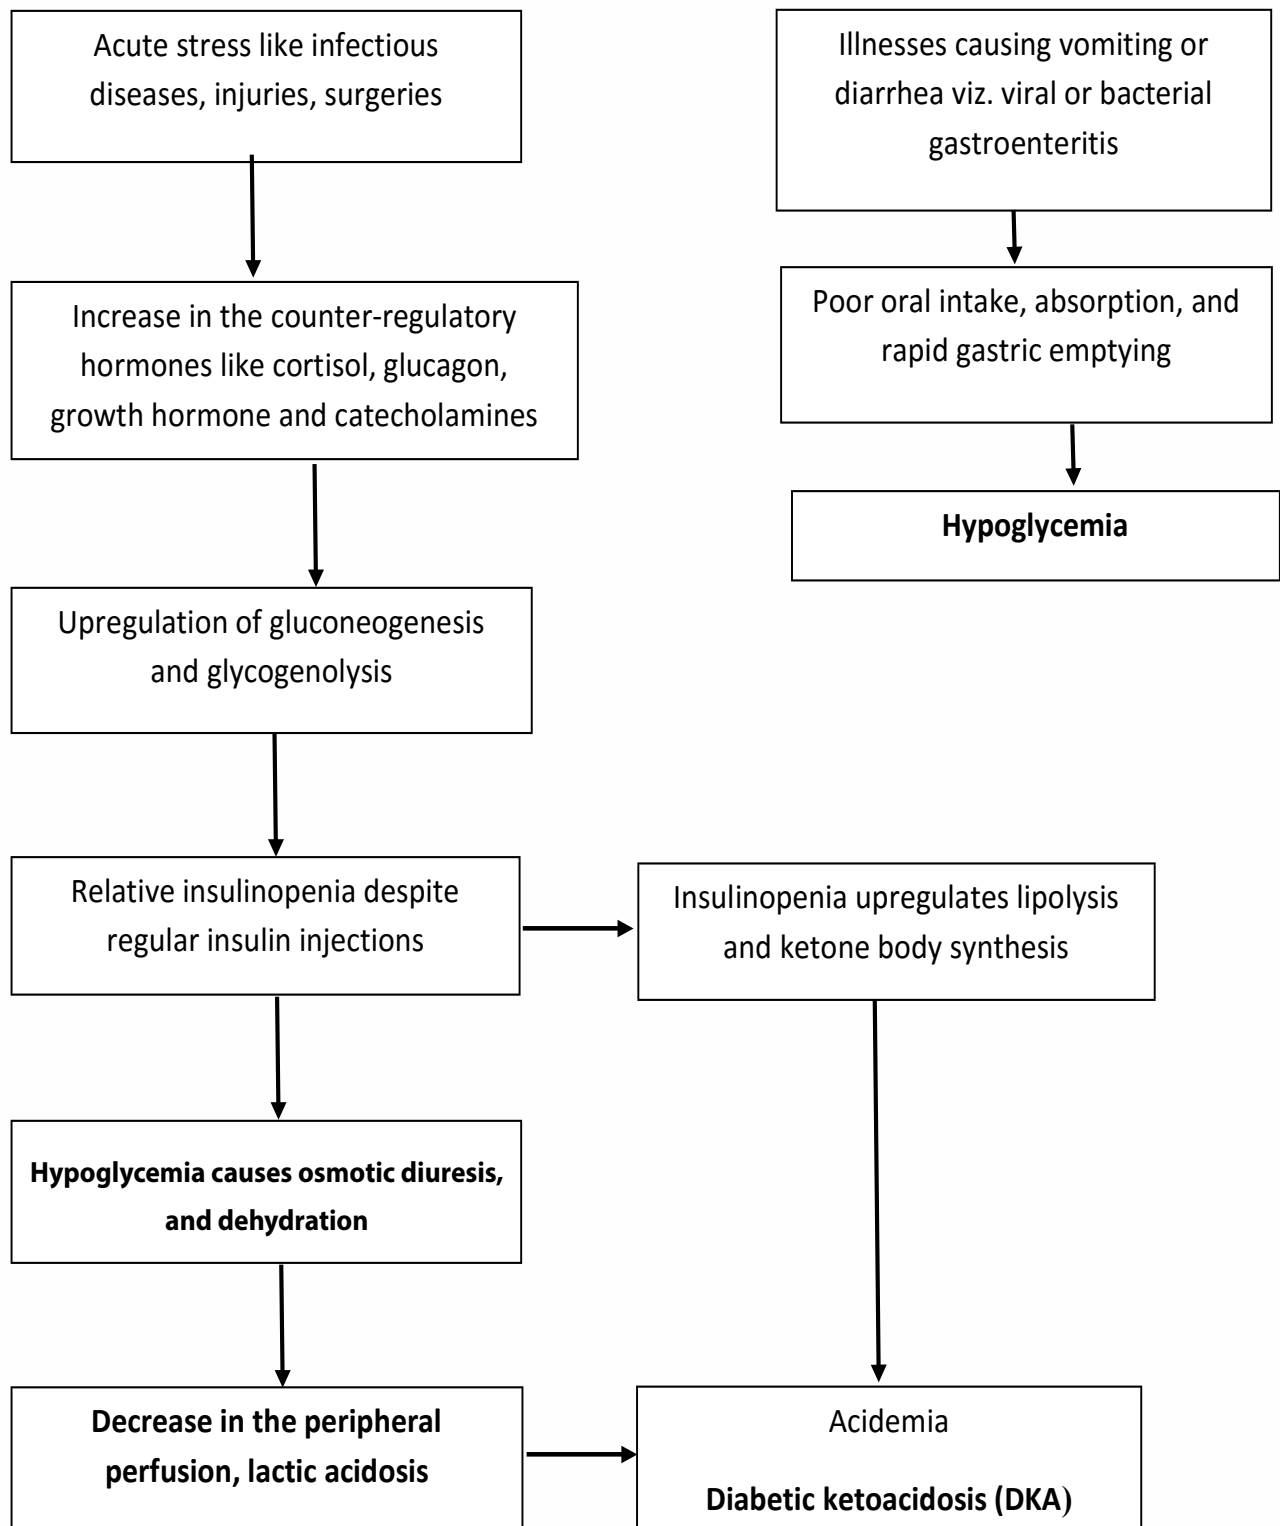 Acute stress like infectious
diseases, injuries, surgeries
Illnesses causing vomiting or
diarrhea viz. viral or bacterial
gastroenteritis
Increase in the counter-regulatory
hormones like cortisol, glucagon,
growth hormone and catecholamines
Poor oral intake, absorption, and
rapid gastric emptying
Hypoglycemia
Upregulation of gluconeogenesis
and glycogenolysis
Relative insulinopenia despite
regular insulin injections
Insulinopenia upregulates lipolysis
and ketone body synthesis
Hypoglycemia causes osmotic diuresis,
and dehydration
Decrease in the peripheral
perfusion, lactic acidosis
Acidemia
Diabetic ketoacidosis (DKA)